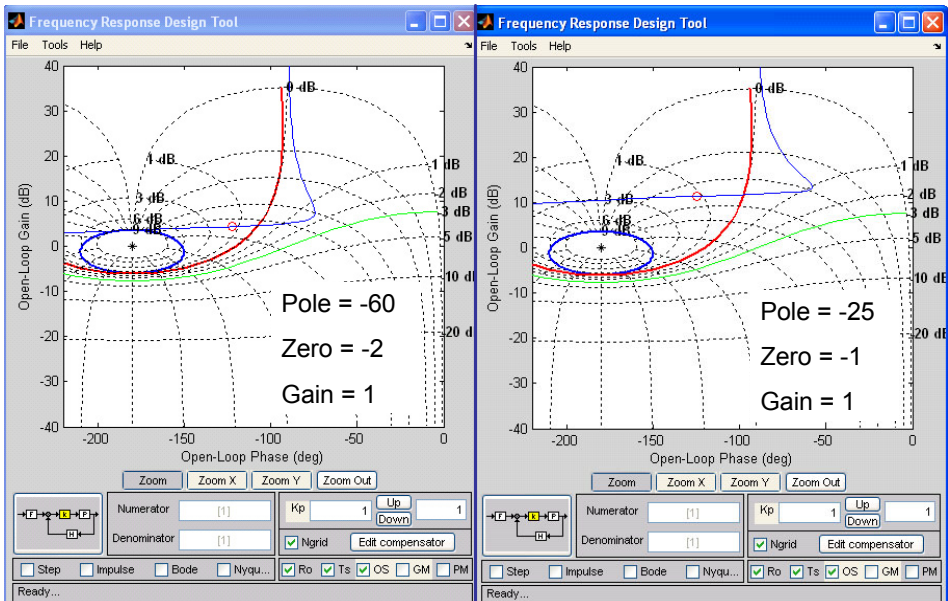 Frequency Response Design Tool
File Tools Help
40
30
20
10
0
-10
-20
-30
-40
Open-Loop Gain (dB)
0 dB
1 dB
3 dB
6 dB
1 dB
2 dB
3 dB
-5 dB
-10 dB
-20 d
Pole = -60
Zero = -2
Gain = 1
-200 -150 -100 -50 0
Open-Loop Phase (deg)
Zoom Zoom X Zoom Y Zoom Out
F k P
H
Numerator [1]
Denominator [1]
Kp 1 Up Down 1
Ngrid Edit compensator
Step Impulse Bode Nyqu... Ro Ts OS GM PM
Ready...
Frequency Response Design Tool
File Tools Help
40
30
20
10
0
-10
-20
-30
-40
Open-Loop Gain (dB)
0 dB
1 dB
3 dB
6 dB
1 dB
2 dB
3 dB
-5 dB
-10 dB
-20 dB
Pole = -25
Zero = -1
Gain = 1
-200 -150 -100 -50 0
Open-Loop Phase (deg)
Zoom Zoom X Zoom Y Zoom Out
F k P
H
Numerator [1]
Denominator [1]
Kp 1 Up Down 1
Ngrid Edit compensator
Step Impulse Bode Nyqu... Ro Ts OS GM PM
Ready...